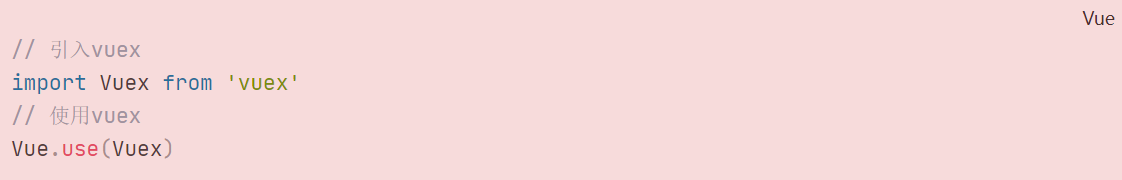 Vue
// 引入vuex
import Vuex from 'vuex'
// 使用vuex
Vue.use(Vuex)